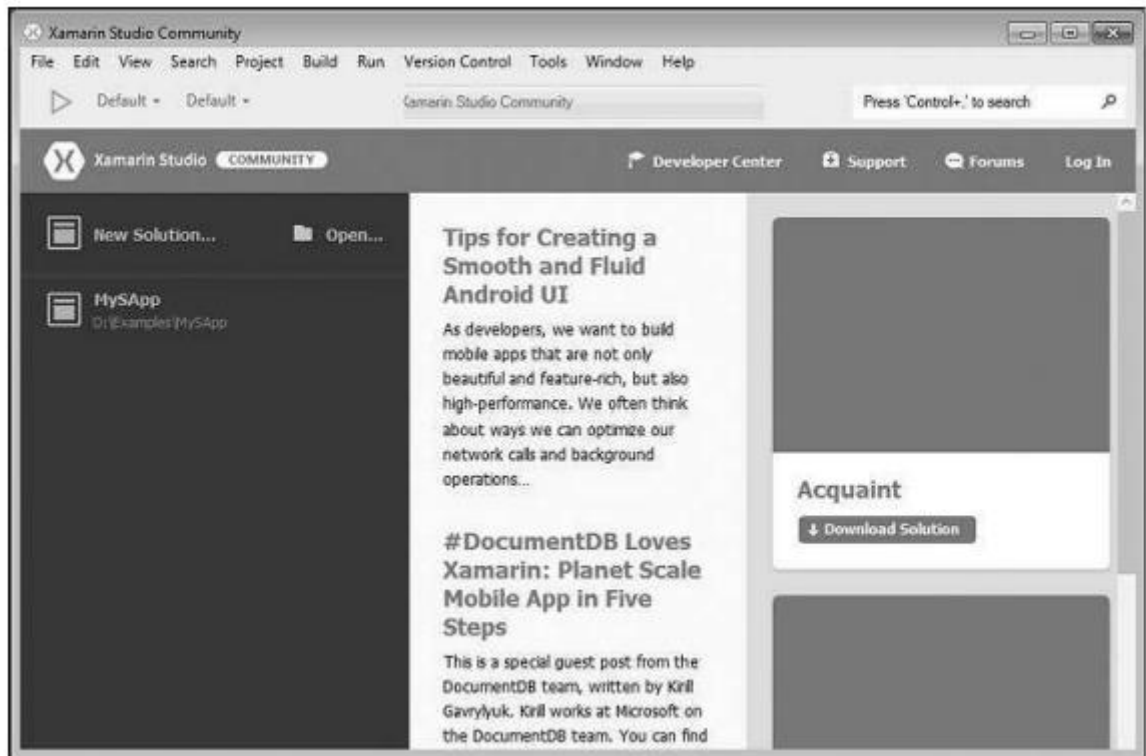 Xamarin Studio Community
File Edit View Search Project Build Run Version Control Tools Window Help
Default Default
Xamarin Studio Community
Press 'Control+.' to search
Xamarin Studio COMMUNITY
Developer Center Support Forums Log In
New Solution... Open...
MySApp
D:\Examples\MySApp
Tips for Creating a
Smooth and Fluid
Android UI
As developers, we want to build
mobile apps that are not only
beautiful and feature-rich, but also
high-performance. We often think
about ways we can optimize our
network calls and background
operations...
#DocumentDB Loves
Xamarin: Planet Scale
Mobile App in Five
Steps
This is a special guest post from the
DocumentDB team, written by Kirill
Gavrylyuk. Kirill works at Microsoft on
the DocumentDB team. You can find
Acquaint
Download Solution